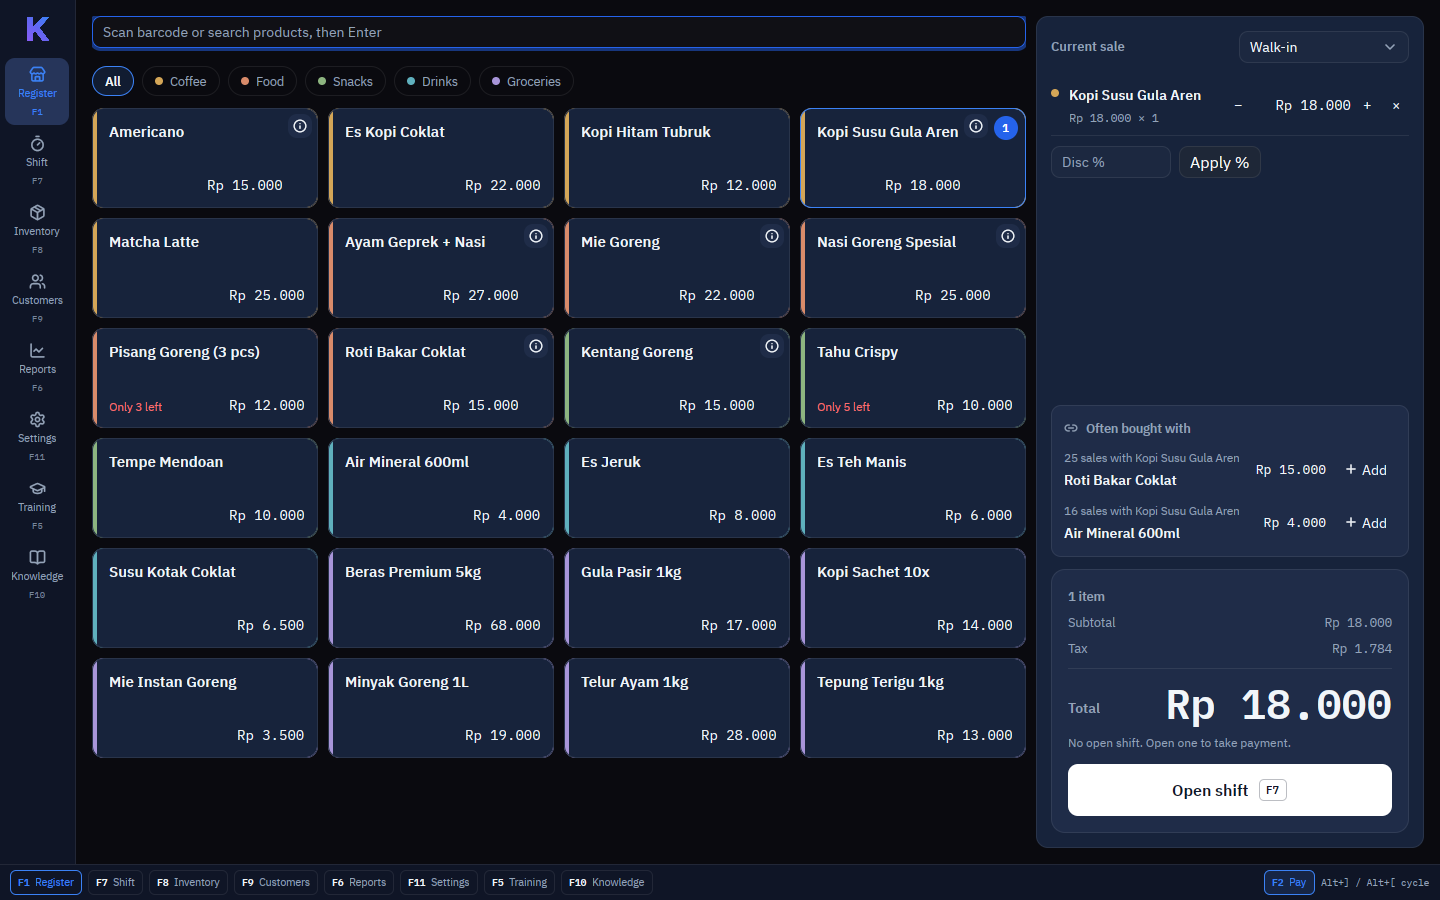 K
Register
F1
Shift
F7
Inventory
F8
Customers
F9
Reports
F6
Settings
F11
Training
F5
Knowledge
F10
Scan barcode or search products, then Enter
All
Coffee
Food
Snacks
Drinks
Groceries
Americano
Rp 15.000
Es Kopi Coklat
Rp 22.000
Kopi Hitam Tubruk
Rp 12.000
Kopi Susu Gula Aren
1
Rp 18.000
Matcha Latte
Rp 25.000
Ayam Geprek + Nasi
Rp 27.000
Mie Goreng
Rp 22.000
Nasi Goreng Spesial
Rp 25.000
Pisang Goreng (3 pcs)
Only 3 left
Rp 12.000
Roti Bakar Coklat
Rp 15.000
Kentang Goreng
Rp 15.000
Tahu Crispy
Only 5 left
Rp 10.000
Tempe Mendoan
Rp 10.000
Air Mineral 600ml
Rp 4.000
Es Jeruk
Rp 8.000
Es Teh Manis
Rp 6.000
Susu Kotak Coklat
Rp 6.500
Beras Premium 5kg
Rp 68.000
Gula Pasir 1kg
Rp 17.000
Kopi Sachet 10x
Rp 14.000
Mie Instan Goreng
Rp 3.500
Minyak Goreng 1L
Rp 19.000
Telur Ayam 1kg
Rp 28.000
Tepung Terigu 1kg
Rp 13.000
Current sale
Walk-in
Kopi Susu Gula Aren
Rp 18.000 × 1
− Rp 18.000 + ×
Disc %
Apply %
Often bought with
25 sales with Kopi Susu Gula Aren
Roti Bakar Coklat
Rp 15.000
+ Add
16 sales with Kopi Susu Gula Aren
Air Mineral 600ml
Rp 4.000
+ Add
1 item
Subtotal Rp 18.000
Tax Rp 1.784
Total Rp 18.000
No open shift. Open one to take payment.
Open shift F7
F1 Register
F7 Shift
F8 Inventory
F9 Customers
F6 Reports
F11 Settings
F5 Training
F10 Knowledge
F2 Pay
Alt+] / Alt+[ cycle